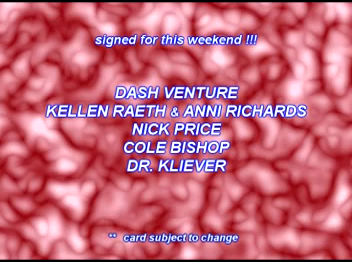 signed for this weekend !!!
DASH VENTURE
KELLEN RAETH & ANNI RICHARDS
NICK PRICE
COLE BISHOP
DR. KLIEVER
** card subject to change